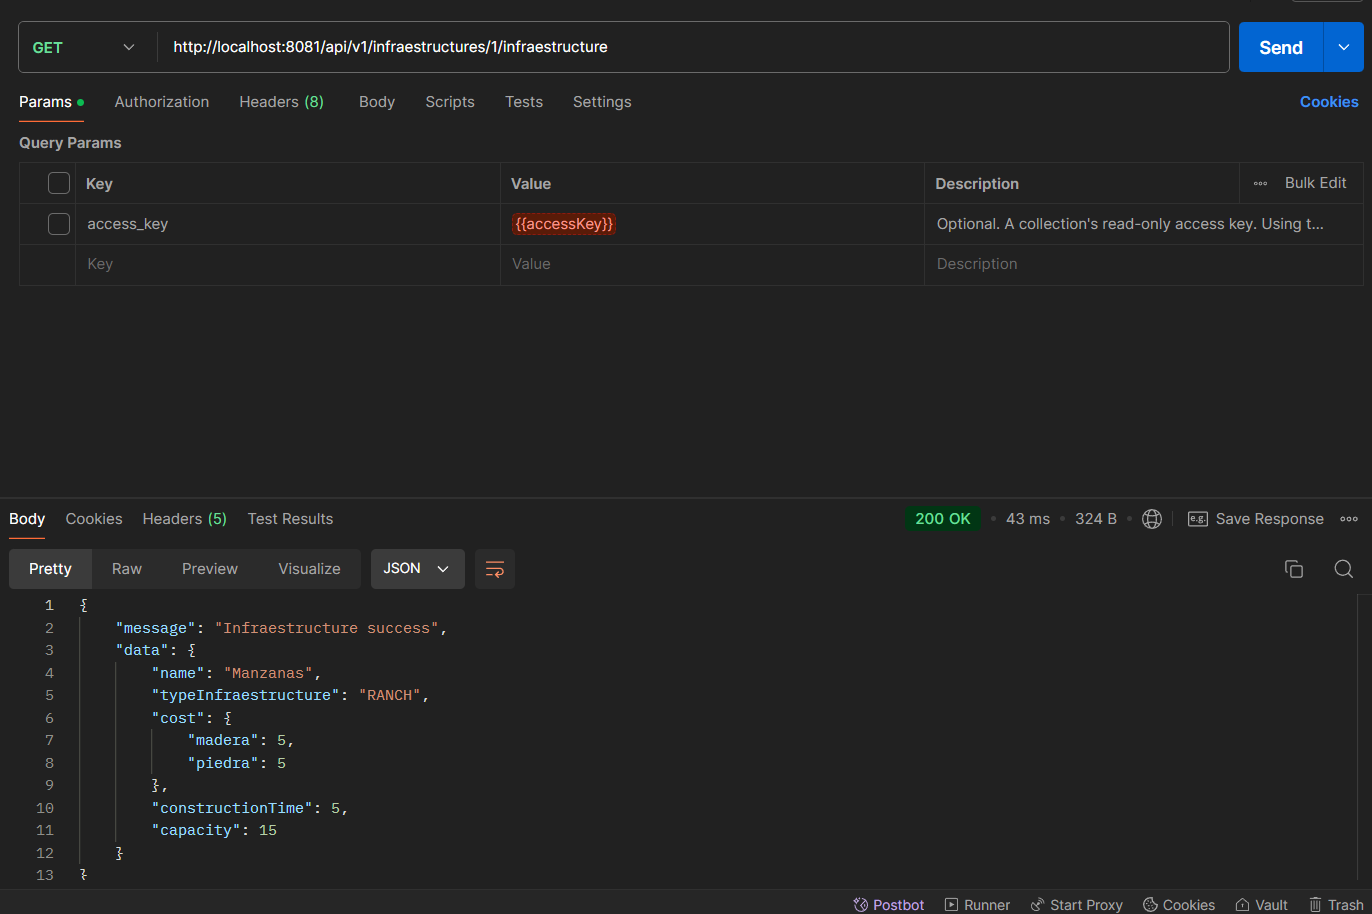 GET http://localhost:8081/api/v1/infraestructures/1/infraestructure Send
Params Authorization Headers (8) Body Scripts Tests Settings Cookies
Query Params
Key Value Description Bulk Edit
access_key {{accessKey}} Optional. A collection's read-only access key. Using t...
Key Value Description
Body Cookies Headers (5) Test Results 200 OK 43 ms 324 B e.g. Save Response
Pretty Raw Preview Visualize JSON
1 {
2 "message": "Infraestructure success",
3 "data": {
4 "name": "Manzanas",
5 "typeInfraestructure": "RANCH",
6 "cost": {
7 "madera": 5,
8 "piedra": 5
9 },
10 "constructionTime": 5,
11 "capacity": 15
12 }
13 }
Postbot Runner Start Proxy Cookies Vault Trash